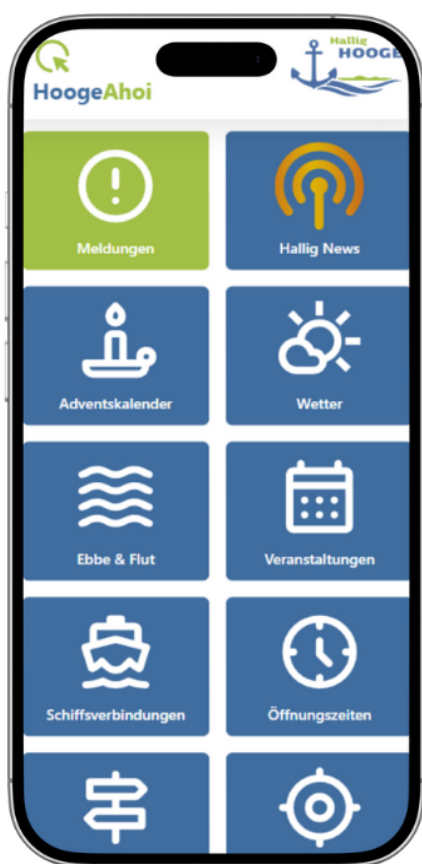 HoogeAhoi
Hallig
HOOGE
Meldungen
Hallig News
Adventskalender
Wetter
Ebbe & Flut
Veranstaltungen
Schiffsverbindungen
Öffnungszeiten